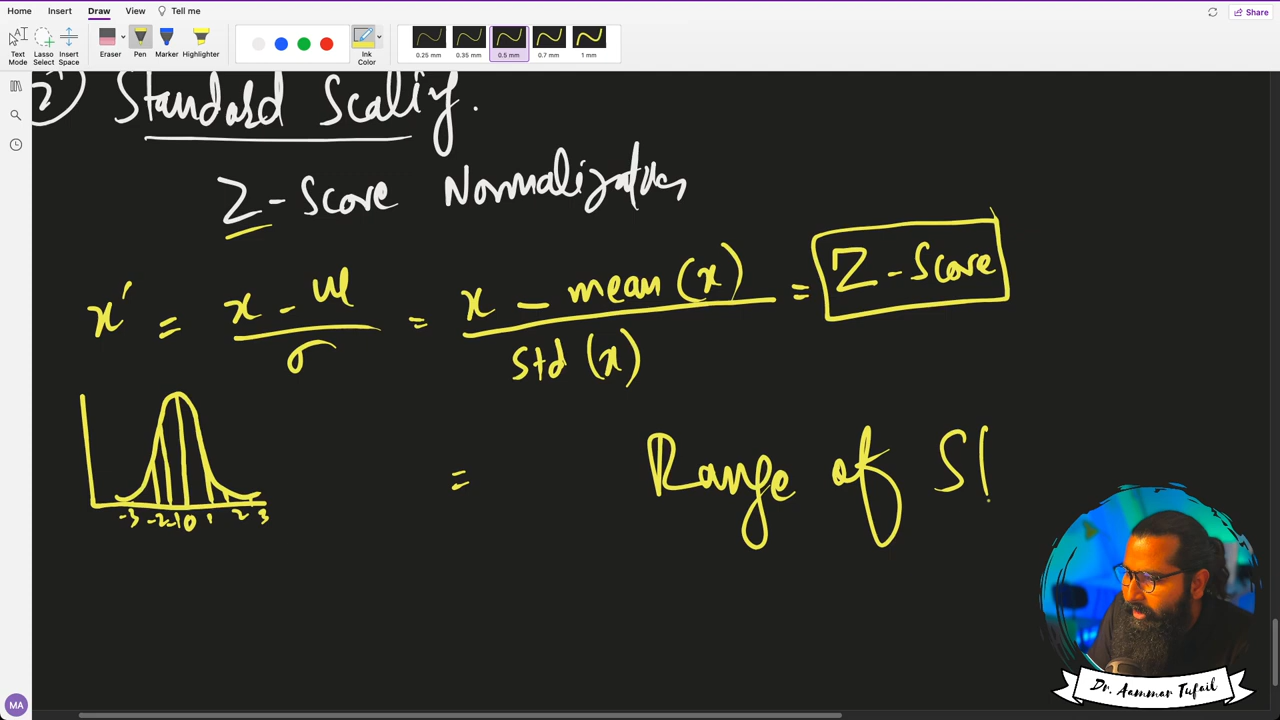 Home Insert Draw View Tell me Share
Text Mode Lasso Select Insert Space Eraser Pen Marker Highlighter Ink Color 0.25 mm 0.35 mm 0.5 mm 0.7 mm 1 mm
2) Standard Scaling.
Z-Score Normalization
x' = x - μ / σ = x - mean (x) / std (x) = Z-Score
= Range of S
-3 -2 -1 0 1 2 3
MA
Dr. Aammar Tufail